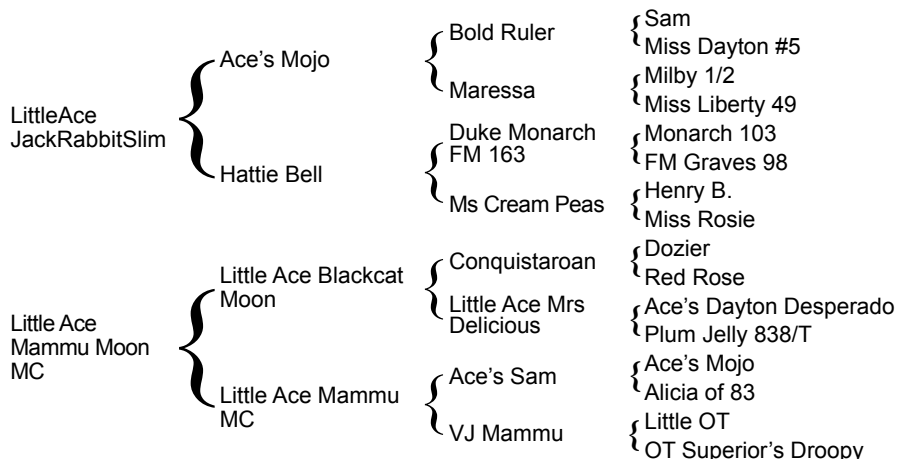 LittleAce
JackRabbitSlim
Ace's Mojo
Bold Ruler
Sam
Miss Dayton #5
Maressa
Milby 1/2
Miss Liberty 49
Hattie Bell
Duke Monarch
FM 163
Monarch 103
FM Graves 98
Ms Cream Peas
Henry B.
Miss Rosie
Little Ace
Mammu Moon
MC
Little Ace Blackcat
Moon
Conquistaroan
Dozier
Red Rose
Little Ace Mrs
Delicious
Ace's Dayton Desperado
Plum Jelly 838/T
Little Ace Mammu
MC
Ace's Sam
Ace's Mojo
Alicia of 83
VJ Mammu
Little OT
OT Superior's Droopy